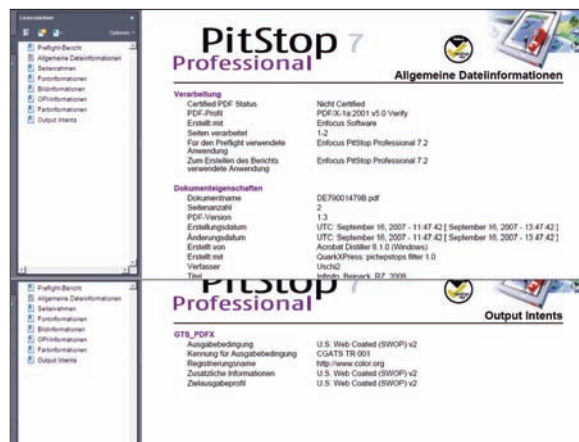 Lesezeichen
Optionen
Preflight-Bericht
Allgemeine Dateiinformationen
Seitenrahmen
Fontinformationen
Bildinformationen
OPIinformationen
Farbinformationen
Output Intents
PitStop 7
Professional
Allgemeine Dateiinformationen
Verarbeitung
Certified PDF Status Nicht Certified
PDF-Profil PDF/X-1a:2001 v5.0 Verify
Erstellt mit Enfocus Software
Seiten verarbeitet 1-2
Für den Preflight verwendete Enfocus PitStop Professional 7.2
Anwendung
Zum Erstellen des Berichts Enfocus PitStop Professional 7.2
verwendete Anwendung
Dokumenteigenschaften
Dokumentname DE79001479B.pdf
Seitenanzahl 2
PDF-Version 1.3
Erstellungsdatum UTC: September 16, 2007 - 11:47:42 [ September 16, 2007 - 13:47:42 ]
Änderungsdatum UTC: September 16, 2007 - 11:47:42 [ September 16, 2007 - 13:47:42 ]
Erstellt von Acrobat Distiller 8.1.0 (Windows)
Erstellt mit QuarkXPress: pictwpstops filter 1.0
Verfasser Uschi2
Titel RZ, 2008
Preflight-Bericht
Allgemeine Dateiinformationen
Seitenrahmen
Fontinformationen
Bildinformationen
OPIinformationen
Farbinformationen
Output Intents
PitStop 7
Professional
Output Intents
GTS_PDFX
Ausgabebedingung U.S. Web Coated (SWOP) v2
Kennung für Ausgabebedingung CGATS TR 001
Registrierungsname http://www.color.org
Zusätzliche Informationen U.S. Web Coated (SWOP) v2
Zielausgabeprofil U.S. Web Coated (SWOP) v2